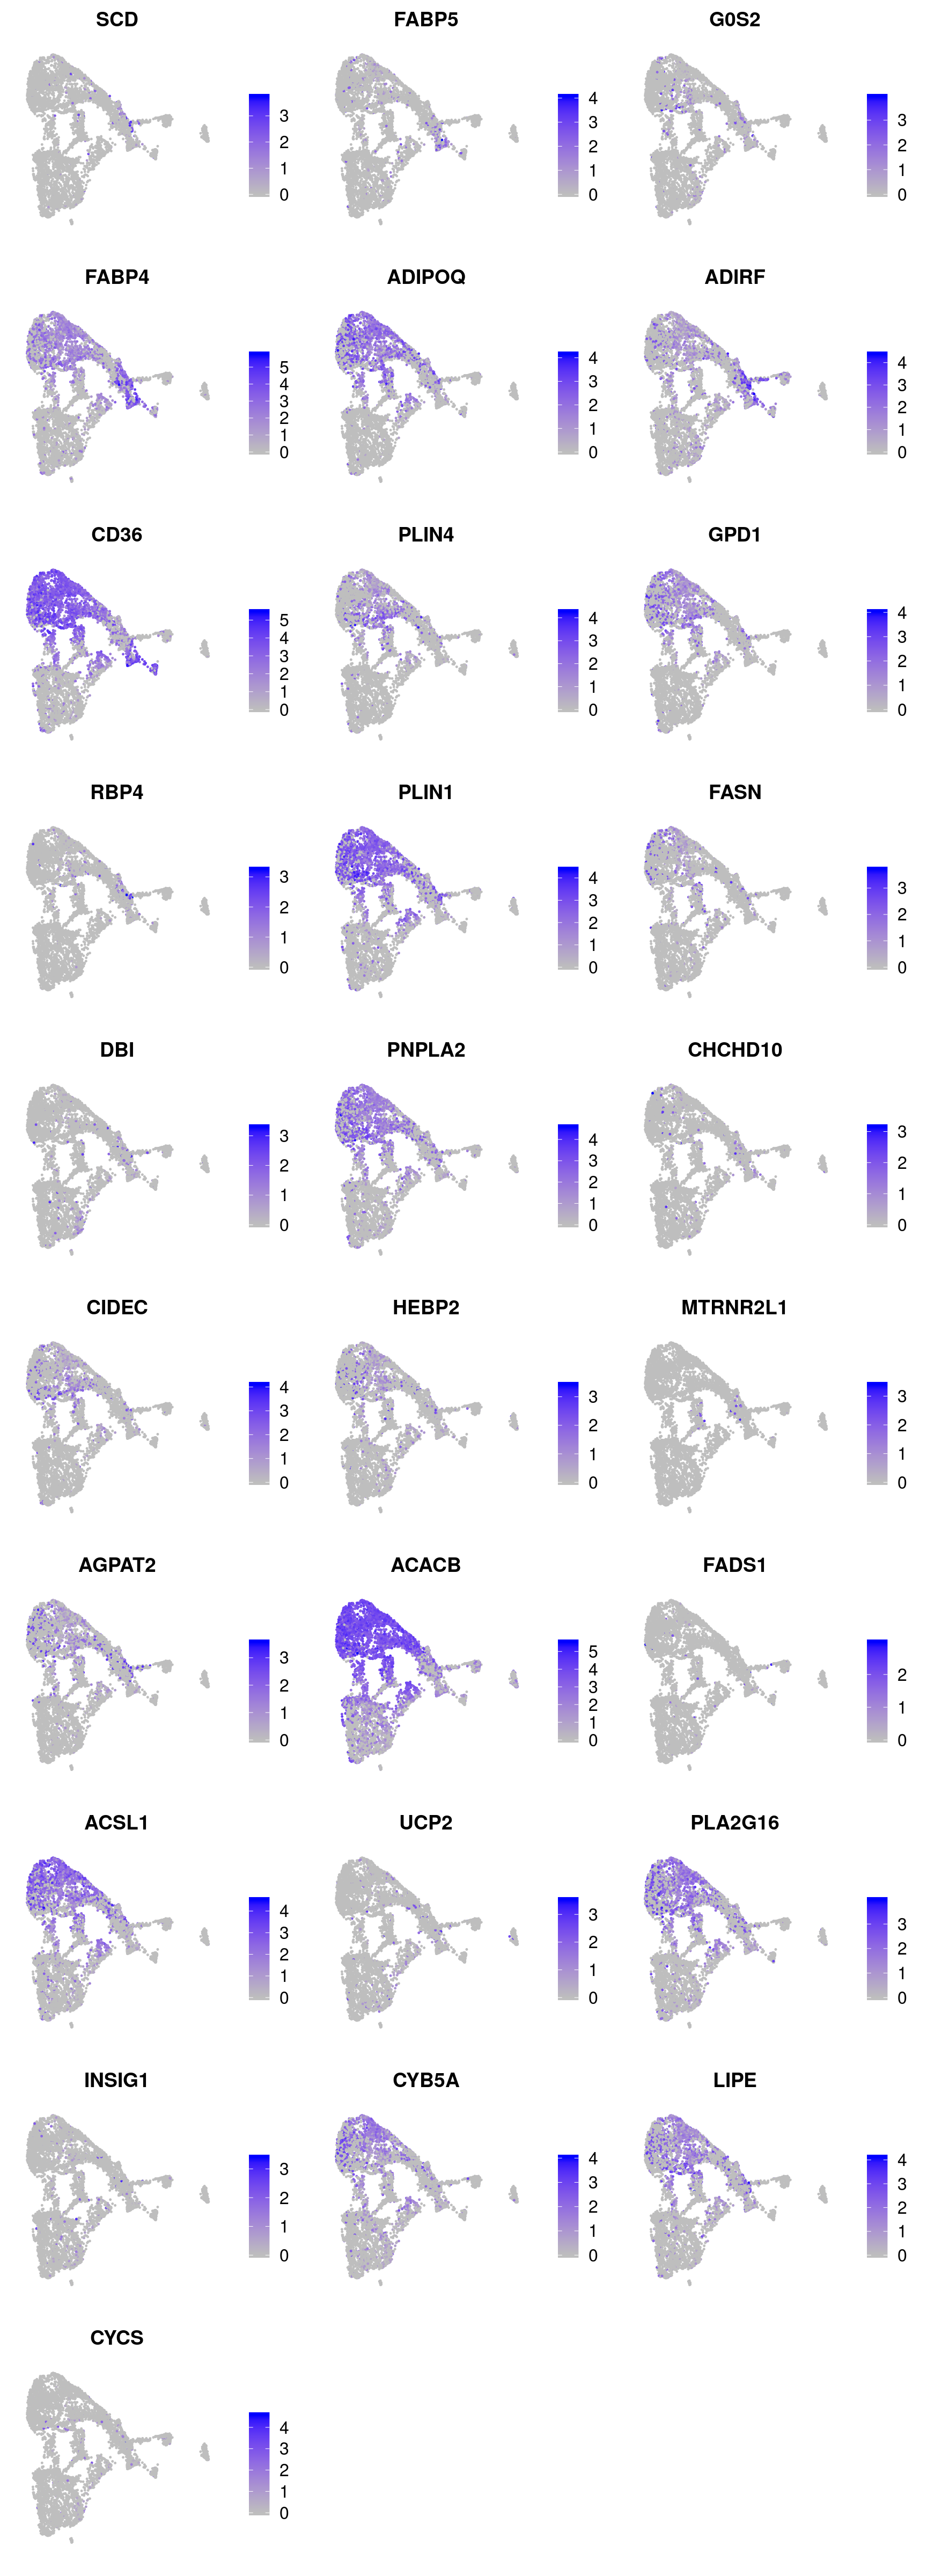 SCD FABP5 G0S2
3 4 3
2 3 2
1 2 1
0 1 0
0
FABP4 ADIPOQ ADIRF
5 4 4
4 3 3
3 2 2
2 1 1
1 0 0
0
CD36 PLIN4 GPD1
5 4 4
4 3 3
3 2 2
2 1 1
1 0 0
0
RBP4 PLIN1 FASN
3 4 3
2 3 2
1 2 1
0 1 0
0
DBI PNPLA2 CHCHD10
3 4 3
2 3 2
1 2 1
0 1 0
0
CIDEC HEBP2 MTRNR2L1
4 3 3
3 2 2
2 1 1
1 0 0
0
AGPAT2 ACACB FADS1
3 5 2
2 4 1
1 3 0
0 2
1
0
ACSL1 UCP2 PLA2G16
4 3 3
3 2 2
2 1 1
1 0 0
0
INSIG1 CYB5A LIPE
3 4 4
2 3 3
1 2 2
0 1 1
0 0
CYCS
4
3
2
1
0